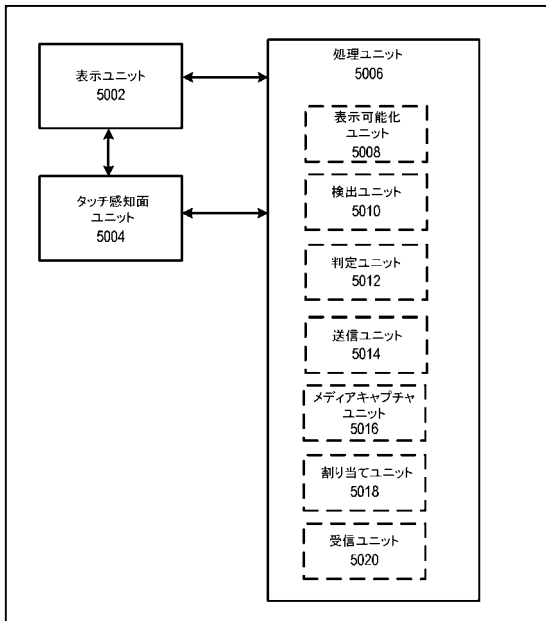 表示ユニット
5002
タッチ感知面
ユニット
5004
処理ユニット
5006
表示可能化
ユニット
5008
検出ユニット
5010
判定ユニット
5012
送信ユニット
5014
メディアキャプチャ
ユニット
5016
割り当てユニット
5018
受信ユニット
5020